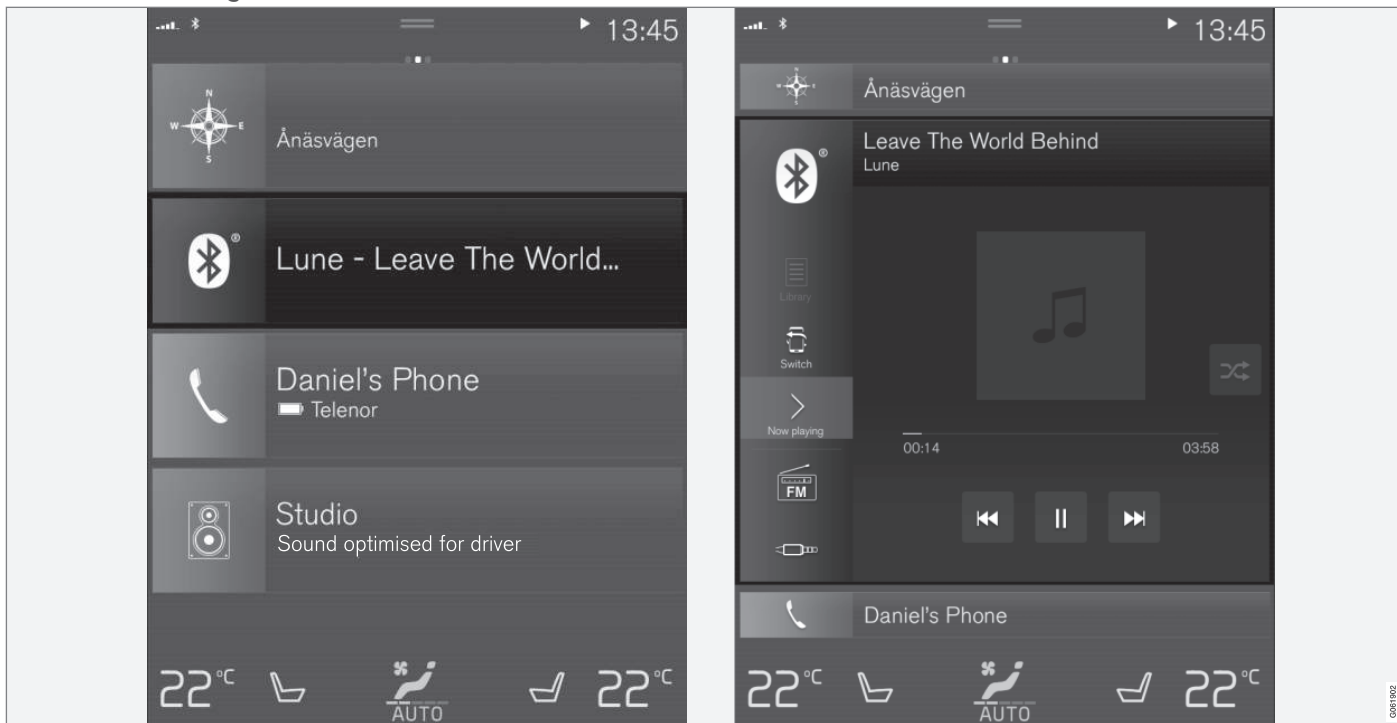 13:45
N
W E
S
Ånäsvägen
Lune - Leave The World...
Daniel's Phone
Telenor
Studio
Sound optimised for driver
22°C
AUTO
22°C
13:45
N
W E
S
Ånäsvägen
Leave The World Behind
Lune
Library
Switch
Now playing
00:14 03:58
FM
Daniel's Phone
22°C
AUTO
22°C
G051902